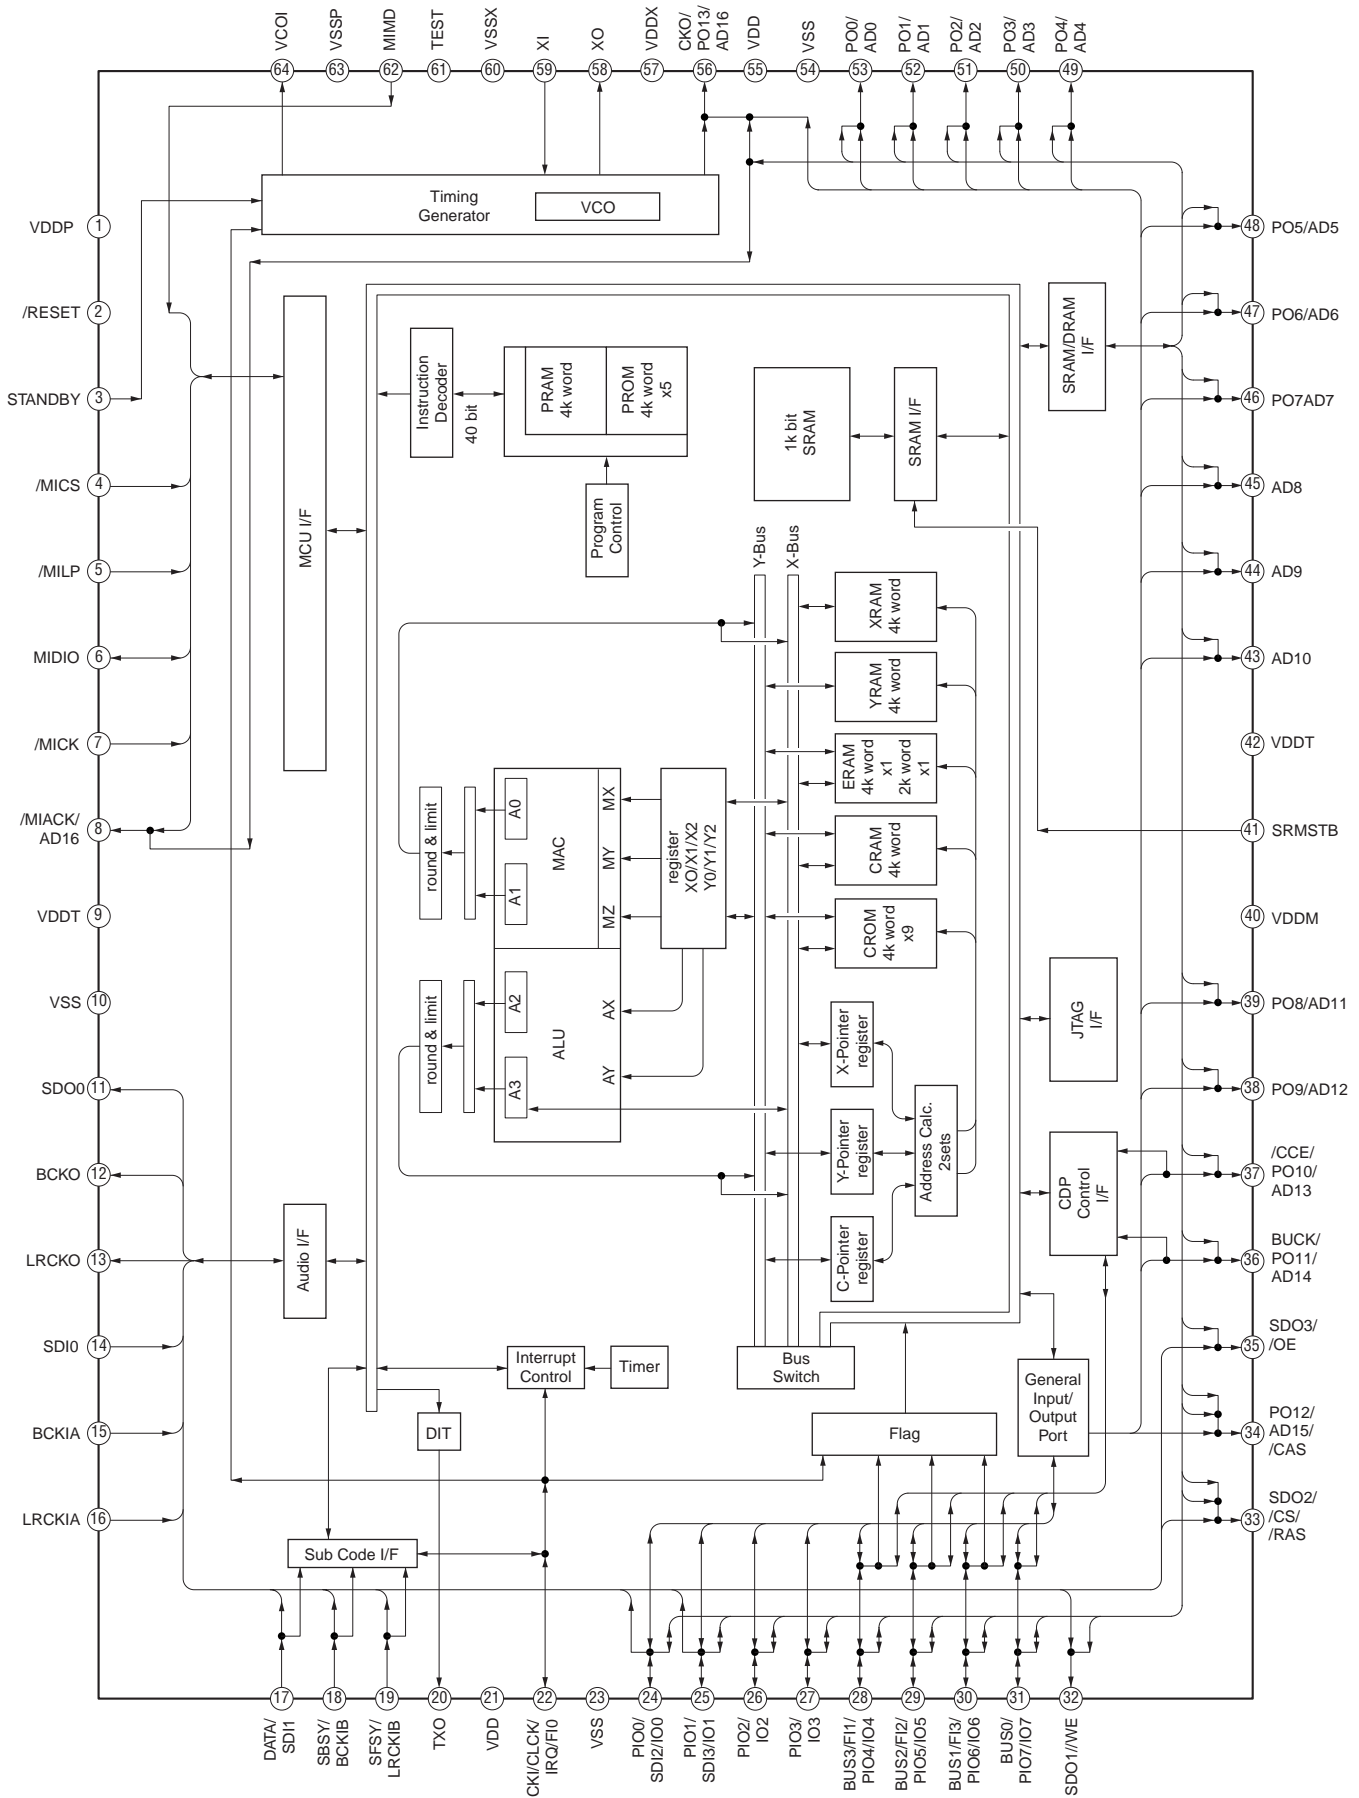 VCOI
VSSP
MIMD
TEST
VSSX
XI
XO
VDDX
CKO/
PO13/
AD16
VDD
VSS
PO0/
AD0
PO1/
AD1
PO2/
AD2
PO3/
AD3
PO4/
AD4
64
63
62
61
60
59
58
57
56
55
54
53
52
51
50
49
VDDP 1
/RESET 2
STANDBY 3
/MICS 4
/MILP 5
MIDIO 6
/MICK 7
/MIACK/
AD16
8
VDDT 9
VSS 10
SDO0 11
BCKO 12
LRCKO 13
SDI0 14
BCKIA 15
LRCKIA 16
Timing
Generator
VCO
MCU I/F
Instruction
Decoder
40 bit
PRAM
4k word
PROM
4k word
x5
Program
Control
1k bit
SRAM
SRAM I/F
SRAM/DRAM
I/F
Y-Bus
X-Bus
XRAM
4k word
YRAM
4k word
ERAM
4k word
x1
2k word
x1
CRAM
4k word
CROM
4k word
x9
round & limit
A0
A1
MAC
MX
MY
MZ
register
XO/X1/X2
Y0/Y1/Y2
round & limit
A2
A3
ALU
AX
AY
X-Pointer
register
Y-Pointer
register
C-Pointer
register
Address Calc.
2sets
JTAG
I/F
CDP
Control
I/F
Audio I/F
Interrupt
Control
Timer
Bus
Switch
General
Input/
Output
Port
DIT
Flag
Sub Code I/F
48 PO5/AD5
47 PO6/AD6
46 PO7AD7
45 AD8
44 AD9
43 AD10
42 VDDT
41 SRMSTB
40 VDDM
39 PO8/AD11
38 PO9/AD12
37
/CCE/
PO10/
AD13
36
BUCK/
PO11/
AD14
35
SDO3/
/OE
34
PO12/
AD15/
/CAS
33
SDO2/
/CS/
/RAS
17
18
19
20
21
22
23
24
25
26
27
28
29
30
31
32
DATA/
SDI1
SBSY/
BCKIB
SFSY/
LRCKIB
TXO
VDD
CKI/CLCK/
IRQ/FI0
VSS
PIO0/
SDI2/IO0
PIO1/
SDI3/IO1
PIO2/
IO2
PIO3/
IO3
BUS3/FI1/
PIO4/IO4
BUS2/FI2/
PIO5/IO5
BUS1/FI3/
PIO6/IO6
BUS0/
PIO7/IO7
SDO1//WE